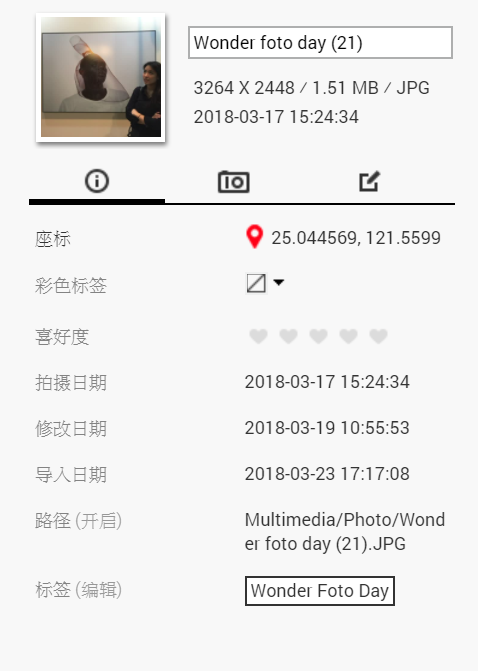 Wonder foto day (21)
3264 X 2448 / 1.51 MB / JPG
2018-03-17 15:24:34
座标
25.044569, 121.5599
彩色标签
喜好度
拍摄日期
2018-03-17 15:24:34
修改日期
2018-03-19 10:55:53
导入日期
2018-03-23 17:17:08
路径 (开启)
Multimedia/Photo/Wond
er foto day (21).JPG
标签 (编辑)
Wonder Foto Day